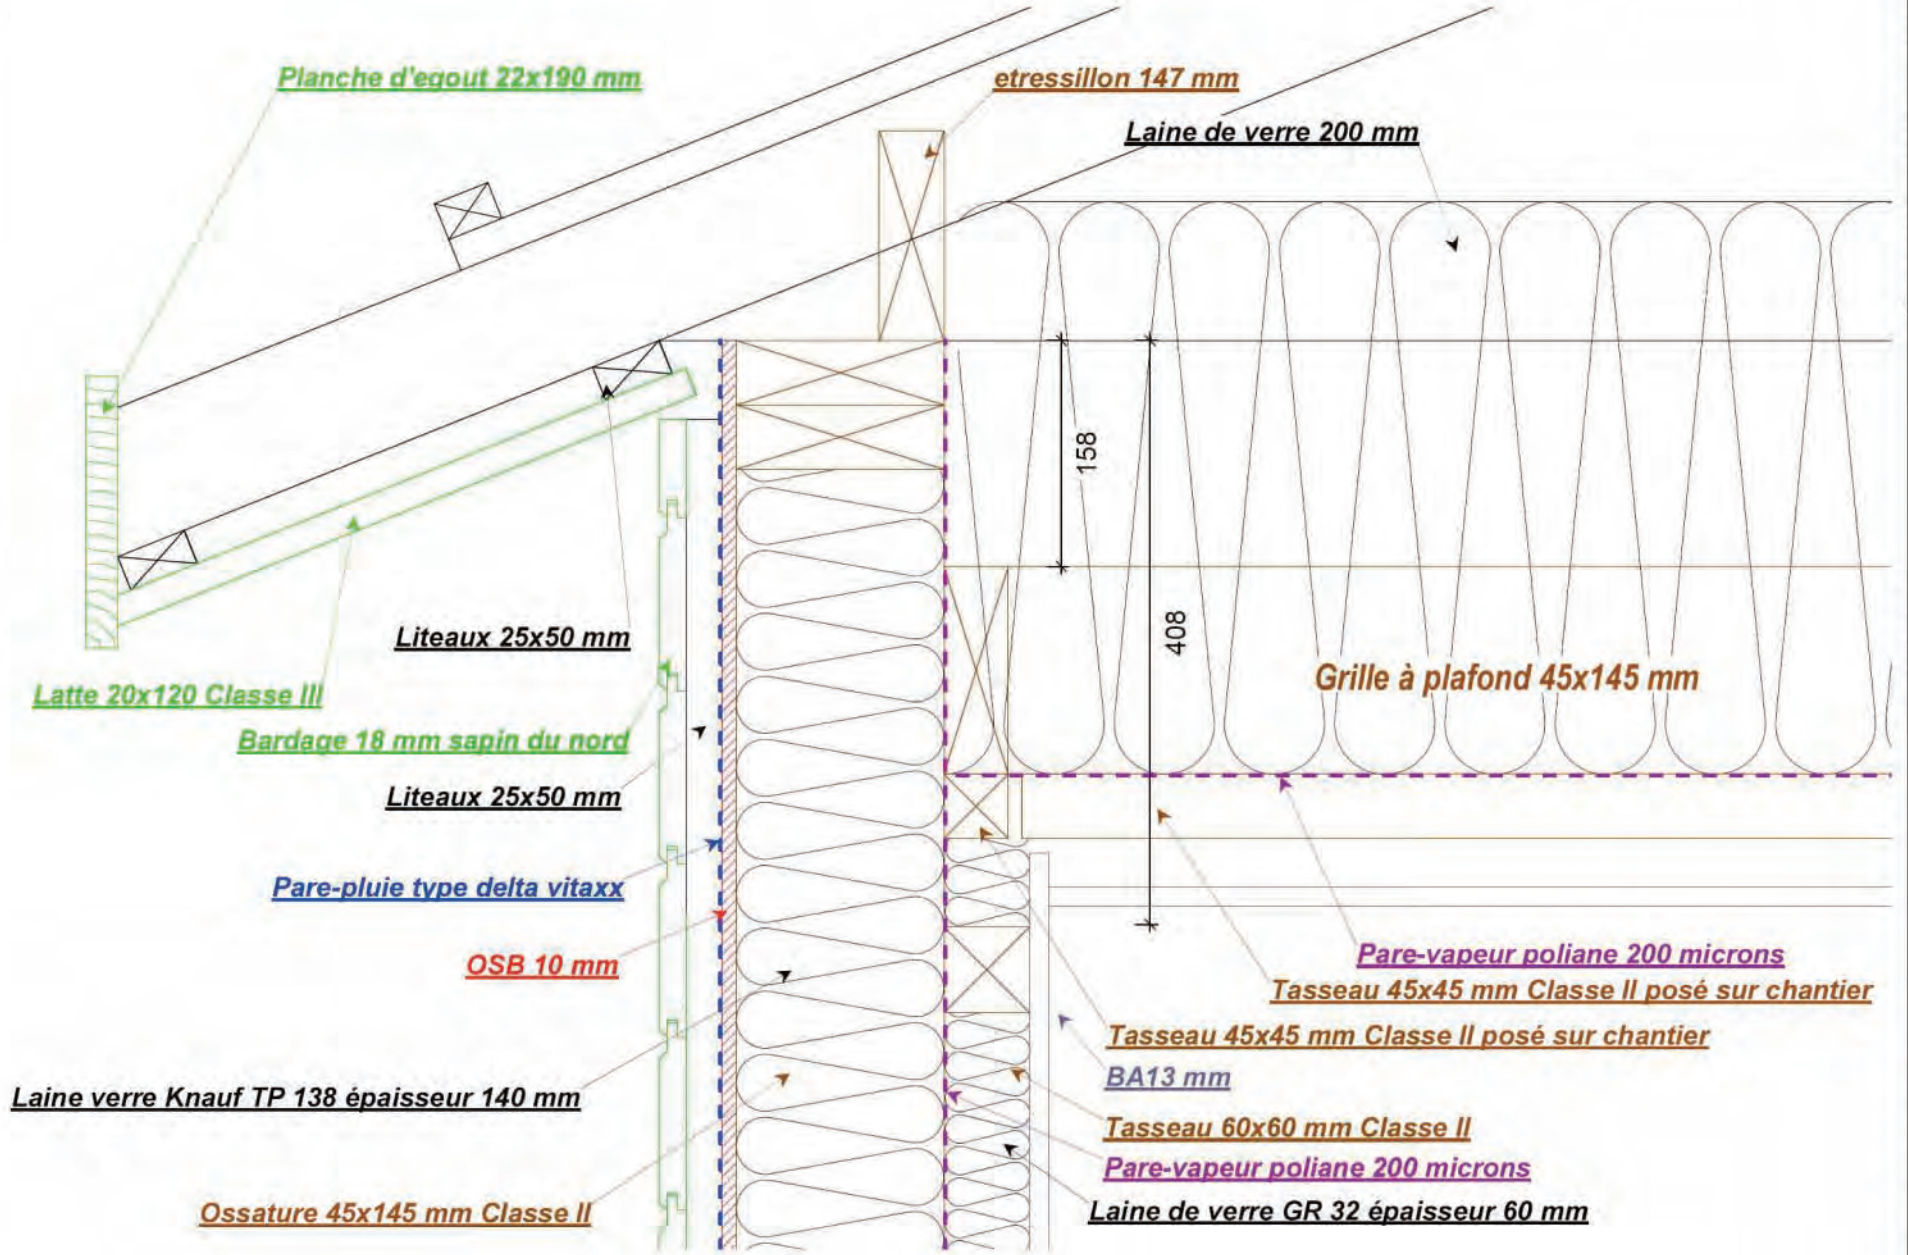 Planche d'egout 22x190 mm
etressillon 147 mm
Laine de verre 200 mm
158
408
Liteaux 25x50 mm
Grille à plafond 45x145 mm
Latte 20x120 Classe III
Bardage 18 mm sapin du nord
Liteaux 25x50 mm
Pare-pluie type delta vitaxx
OSB 10 mm
Pare-vapeur poliane 200 microns
Tasseau 45x45 mm Classe II posé sur chantier
Tasseau 45x45 mm Classe II posé sur chantier
BA13 mm
Laine verre Knauf TP 138 épaisseur 140 mm
Tasseau 60x60 mm Classe II
Pare-vapeur poliane 200 microns
Ossature 45x145 mm Classe II
Laine de verre GR 32 épaisseur 60 mm